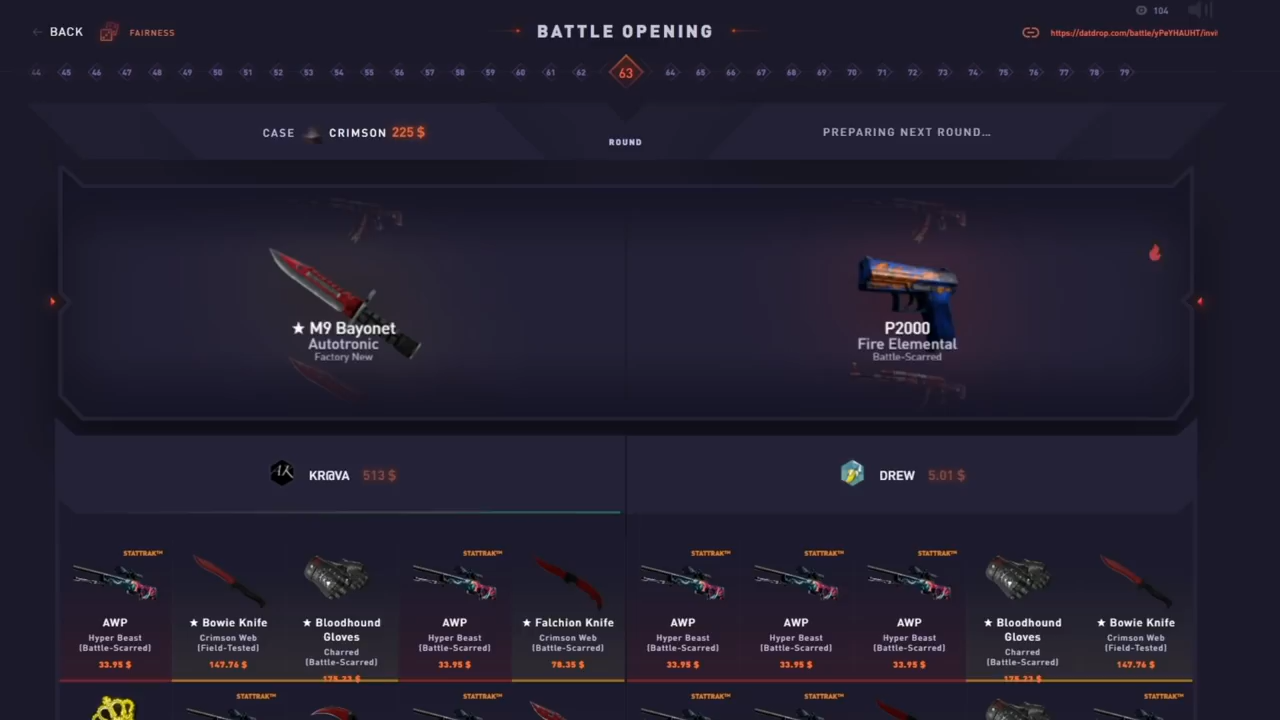 104
BACK
FAIRNESS
BATTLE OPENING
https://datdrop.com/battle/yPeYHAUHT/invi
44 45 46 47 48 49 50 51 52 53 54 55 56 57 58 59 60 61 62 63 64 65 66 67 68 69 70 71 72 73 74 75 76 77 78 79
CASE CRIMSON 225 $
ROUND
PREPARING NEXT ROUND...
★ M9 Bayonet
Autotronic
Factory New
P2000
Fire Elemental
Battle-Scarred
KR@VA 513 $
DREW 5.01 $
STATTRAK™
AWP
Hyper Beast
(Battle-Scarred)
33.95 $
★ Bowie Knife
Crimson Web
(Field-Tested)
147.76 $
★ Bloodhound
Gloves
Charred
(Battle-Scarred)
175.23 $
STATTRAK™
AWP
Hyper Beast
(Battle-Scarred)
33.95 $
★ Falchion Knife
Crimson Web
(Battle-Scarred)
78.35 $
STATTRAK™
AWP
Hyper Beast
(Battle-Scarred)
33.95 $
STATTRAK™
AWP
Hyper Beast
(Battle-Scarred)
33.95 $
STATTRAK™
AWP
Hyper Beast
(Battle-Scarred)
33.95 $
★ Bloodhound
Gloves
Charred
(Battle-Scarred)
175.23 $
★ Bowie Knife
Crimson Web
(Field-Tested)
147.76 $
STATTRAK™
STATTRAK™
STATTRAK™
STATTRAK™
STATTRAK™